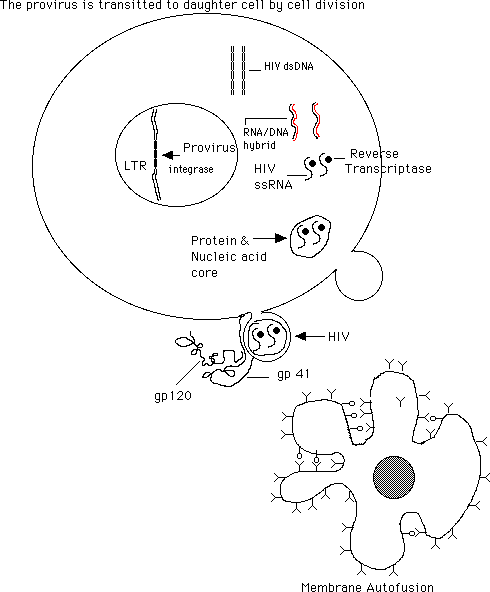 The provirus is transitted to daughter cell by cell division
HIV dsDNA
RNA/DNA
hybrid
Provirus
LTR
integrase
Reverse
Transcriptase
HIV
ssRNA
Protein &
Nucleic acid
core
HIV
gp 41
gp120
Membrane Autofusion